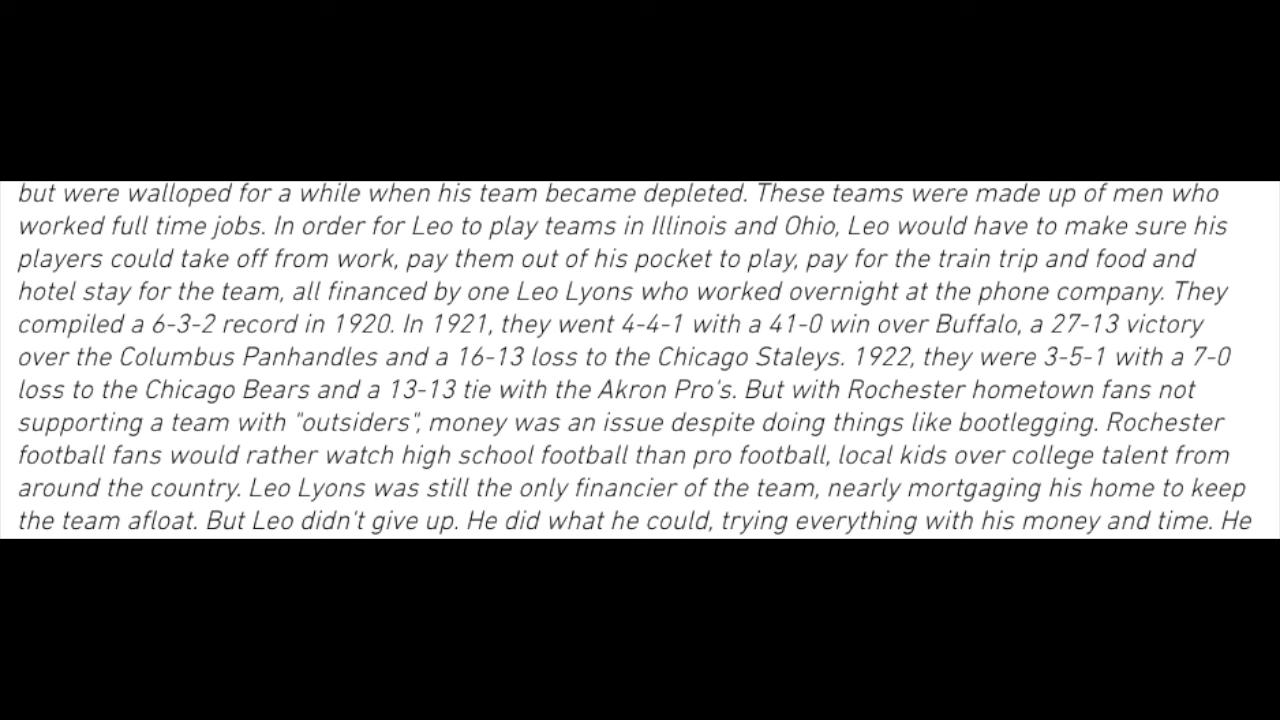 but were walloped for a while when his team became depleted. These teams were made up of men who
worked full time jobs. In order for Leo to play teams in Illinois and Ohio, Leo would have to make sure his
players could take off from work, pay them out of his pocket to play, pay for the train trip and food and
hotel stay for the team, all financed by one Leo Lyons who worked overnight at the phone company. They
compiled a 6-3-2 record in 1920. In 1921, they went 4-4-1 with a 41-0 win over Buffalo, a 27-13 victory
over the Columbus Panhandles and a 16-13 loss to the Chicago Staleys. 1922, they were 3-5-1 with a 7-0
loss to the Chicago Bears and a 13-13 tie with the Akron Pro's. But with Rochester hometown fans not
supporting a team with "outsiders", money was an issue despite doing things like bootlegging. Rochester
football fans would rather watch high school football than pro football, local kids over college talent from
around the country. Leo Lyons was still the only financier of the team, nearly mortgaging his home to keep
the team afloat. But Leo didn't give up. He did what he could, trying everything with his money and time. He